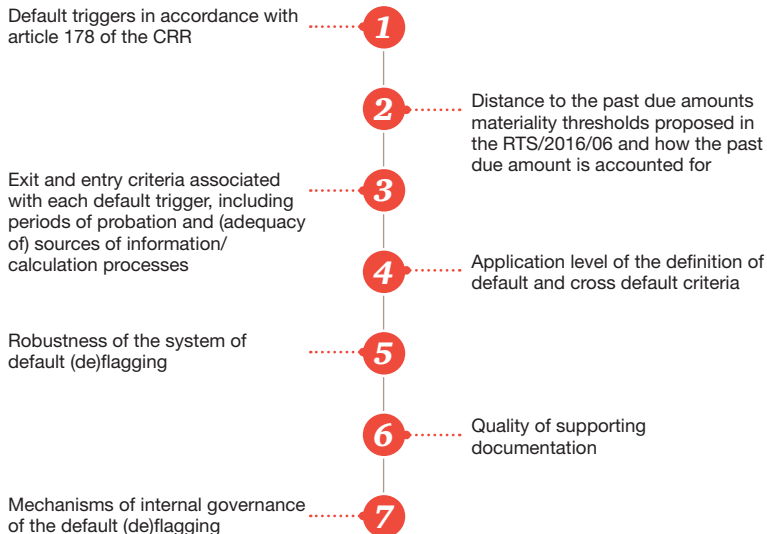 Default triggers in accordance with
article 178 of the CRR
1
2
Distance to the past due amounts
materiality thresholds proposed in
the RTS/2016/06 and how the past
due amount is accounted for
Exit and entry criteria associated
with each default trigger, including
periods of probation and (adequacy
of) sources of information/
calculation processes
3
4
Application level of the definition of
default and cross default criteria
Robustness of the system of
default (de)flagging
5
6
Quality of supporting
documentation
Mechanisms of internal governance
of the default (de)flagging
7